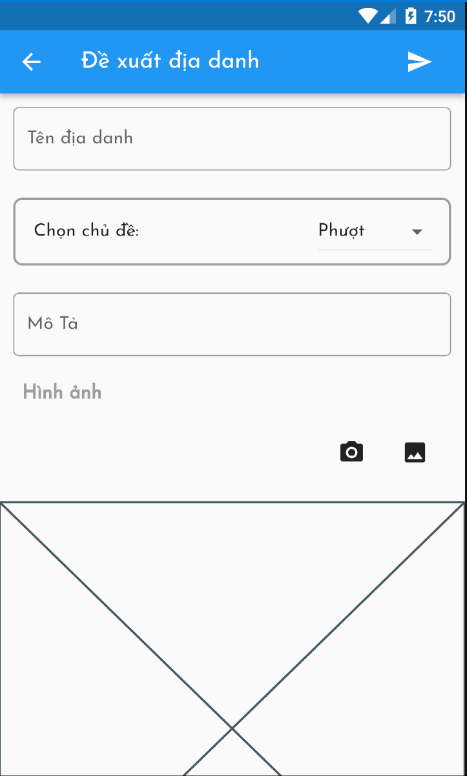 7:50
Đề xuất địa danh
Tên địa danh
Chọn chủ đề: Phượt
Mô Tả
Hình ảnh